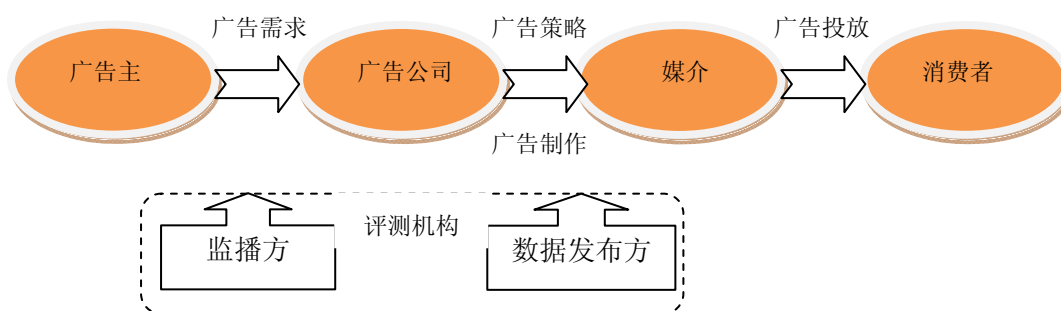 广告需求
广告策略
广告投放
广告主
广告公司
媒介
消费者
广告制作
评测机构
监播方
数据发布方